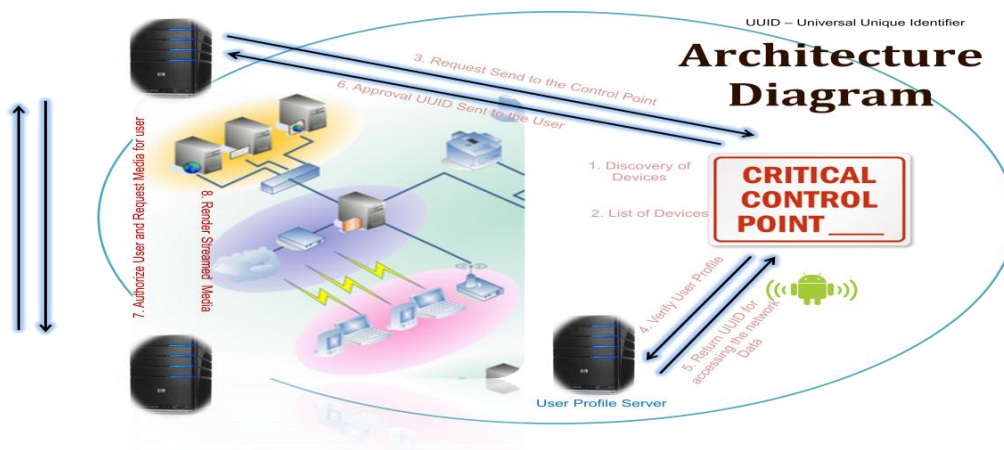 UUID – Universal Unique Identifier
Architecture
Diagram
3. Request Send to the Control Point
6. Approval UUID Sent to the User
1. Discovery of
Devices
2. List of Devices
CRITICAL
CONTROL
POINT____
7. Authorize User and Request Media for user
8. Render Streamed Media
4. Verify User Profile
5. Return UUID for
accessing the network
Data
User Profile Server